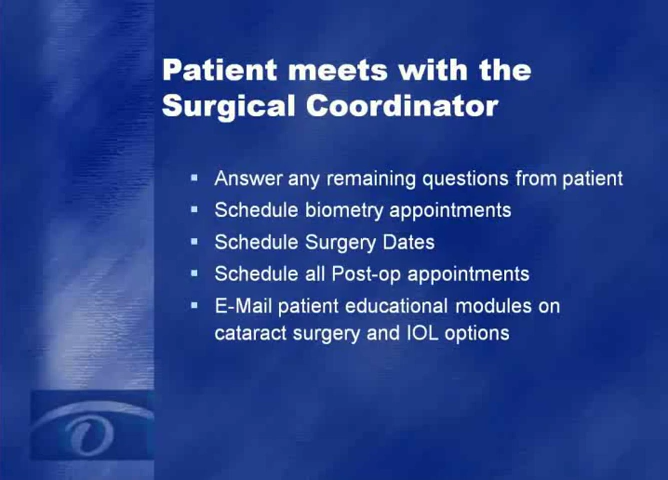 Patient meets with the
Surgical Coordinator
Answer any remaining questions from patient
Schedule biometry appointments
Schedule Surgery Dates
Schedule all Post-op appointments
E-Mail patient educational modules on
cataract surgery and IOL options